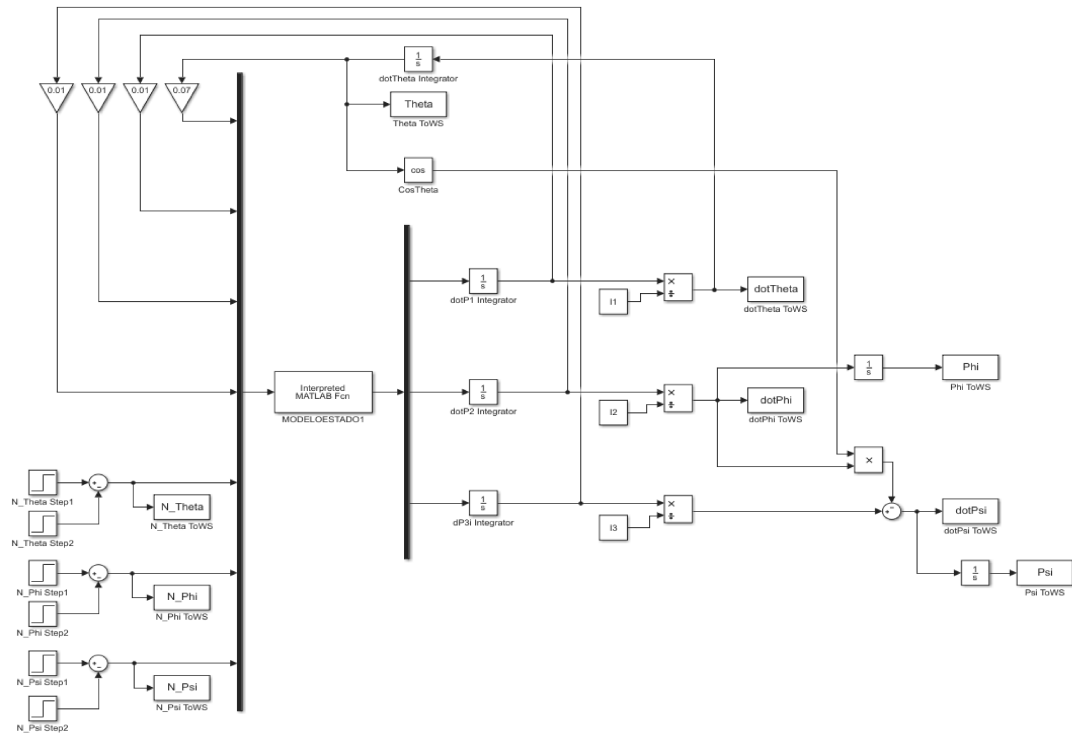 1
s
dotTheta Integrator
0.01
0.01
0.01
0.07
Theta
Theta ToWS
cos
CosTheta
1
s
dotP1 Integrator
I1
×
÷
dotTheta
dotTheta ToWS
Interpreted
MATLAB Fcn
MODELOESTADO1
1
s
dotP2 Integrator
I2
×
÷
dotPhi
dotPhi ToWS
1
s
Phi
Phi ToWS
×
N_Theta Step1
+
−
N_Theta
N_Theta ToWS
N_Theta Step2
1
s
dP3i Integrator
I3
×
÷
+
−
dotPsi
dotPsi ToWS
1
s
Psi
Psi ToWS
N_Phi Step1
+
−
N_Phi
N_Phi ToWS
N_Phi Step2
N_Psi Step1
+
−
N_Psi
N_Psi ToWS
N_Psi Step2